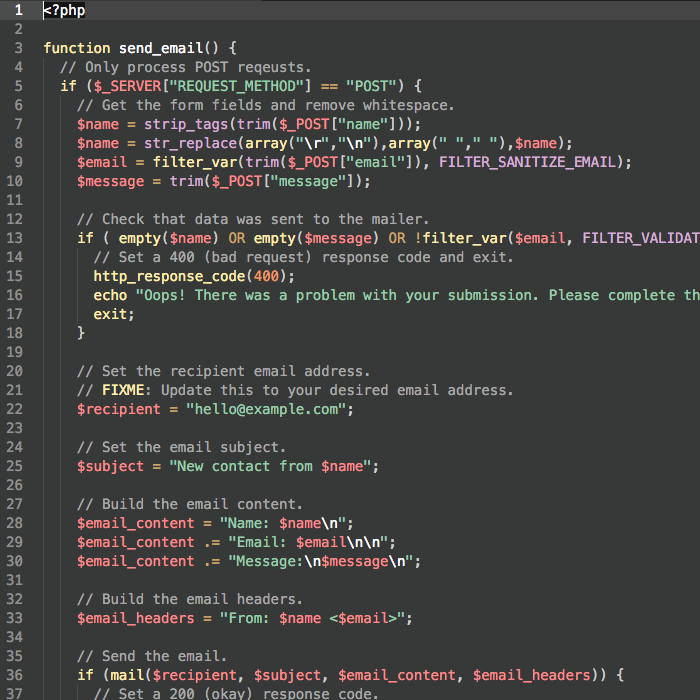 1 <?php
2
3 function send_email() {
4 // Only process POST reqeusts.
5 if ($_SERVER["REQUEST_METHOD"] == "POST") {
6 // Get the form fields and remove whitespace.
7 $name = strip_tags(trim($_POST["name"]));
8 $name = str_replace(array("\r","\n"),array(" "," "),$name);
9 $email = filter_var(trim($_POST["email"]), FILTER_SANITIZE_EMAIL);
10 $message = trim($_POST["message"]);
11
12 // Check that data was sent to the mailer.
13 if ( empty($name) OR empty($message) OR !filter_var($email, FILTER_VALIDAT
14 // Set a 400 (bad request) response code and exit.
15 http_response_code(400);
16 echo "Oops! There was a problem with your submission. Please complete th
17 exit;
18 }
19
20 // Set the recipient email address.
21 // FIXME: Update this to your desired email address.
22 $recipient = "hello@example.com";
23
24 // Set the email subject.
25 $subject = "New contact from $name";
26
27 // Build the email content.
28 $email_content = "Name: $name\n";
29 $email_content .= "Email: $email\n\n";
30 $email_content .= "Message:\n$message\n";
31
32 // Build the email headers.
33 $email_headers = "From: $name <$email>";
34
35 // Send the email.
36 if (mail($recipient, $subject, $email_content, $email_headers)) {
37 // Set a 200 (okay) response code.